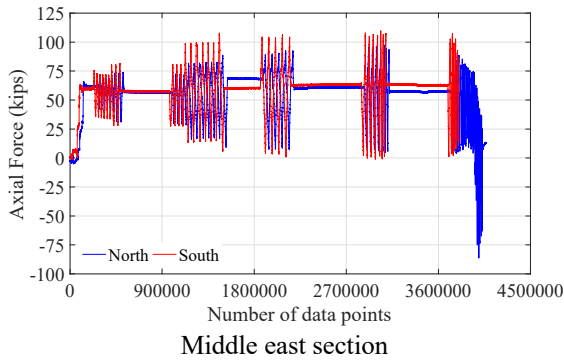 125
100
75
50
25
0
-25
-50
-75
-100
Axial Force (kips)
North South
0 900000 1800000 2700000 3600000 4500000
Number of data points
Middle east section